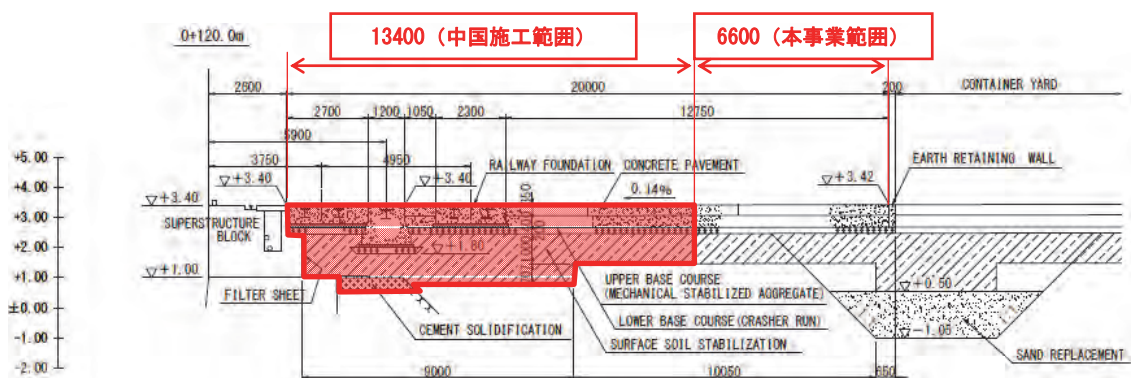 13400（中国施工範囲）
6600（本事業範囲）
0+120.0m
2600
20000
200
CONTAINER YARD
2700
1200
1050
2300
12750
5900
3750
4950
RAILWAY FOUNDATION
CONCRETE PAVEMENT
EARTH RETAINING WALL
+5.00
+4.00
+3.00
+2.00
+1.00
±0.00
-1.00
-2.00
▽+3.40
▽+3.40
▽+3.40
0.14%
▽+3.42
SUPERSTRUCTURE
BLOCK
▽+1.00
FILTER SHEET
CEMENT SOLIDIFICATION
UPPER BASE COURSE
(MECHANICAL STABILIZED AGGREGATE)
LOWER BASE COURSE(CRASHER RUN)
SURFACE SOIL STABILIZATION
▽+0.50
SAND REPLACEMENT
9000
10050
650